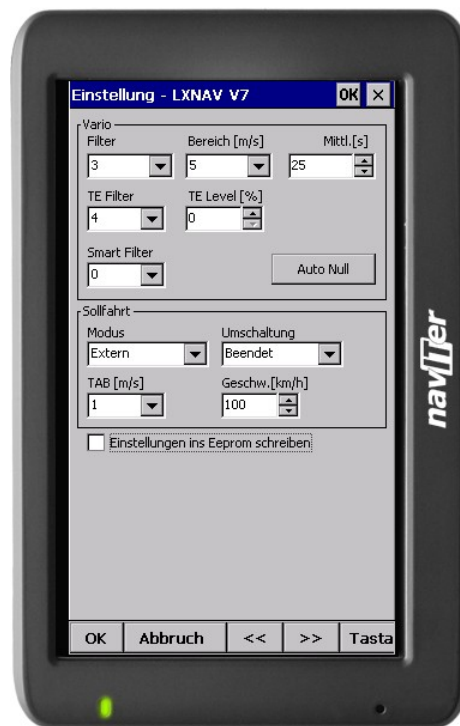 Einstellung - LXNAV V7 OK ×
Vario
Filter Bereich [m/s] Mittl.[s]
3 5 25
TE Filter TE Level [%]
4 0
Smart Filter
0 Auto Null
Sollfahrt
Modus Umschaltung
Extern Beendet
TAB [m/s] Geschw.[km/h]
1 100
Einstellungen ins Eeprom schreiben
OK Abbruch << >> Tasta
naviter